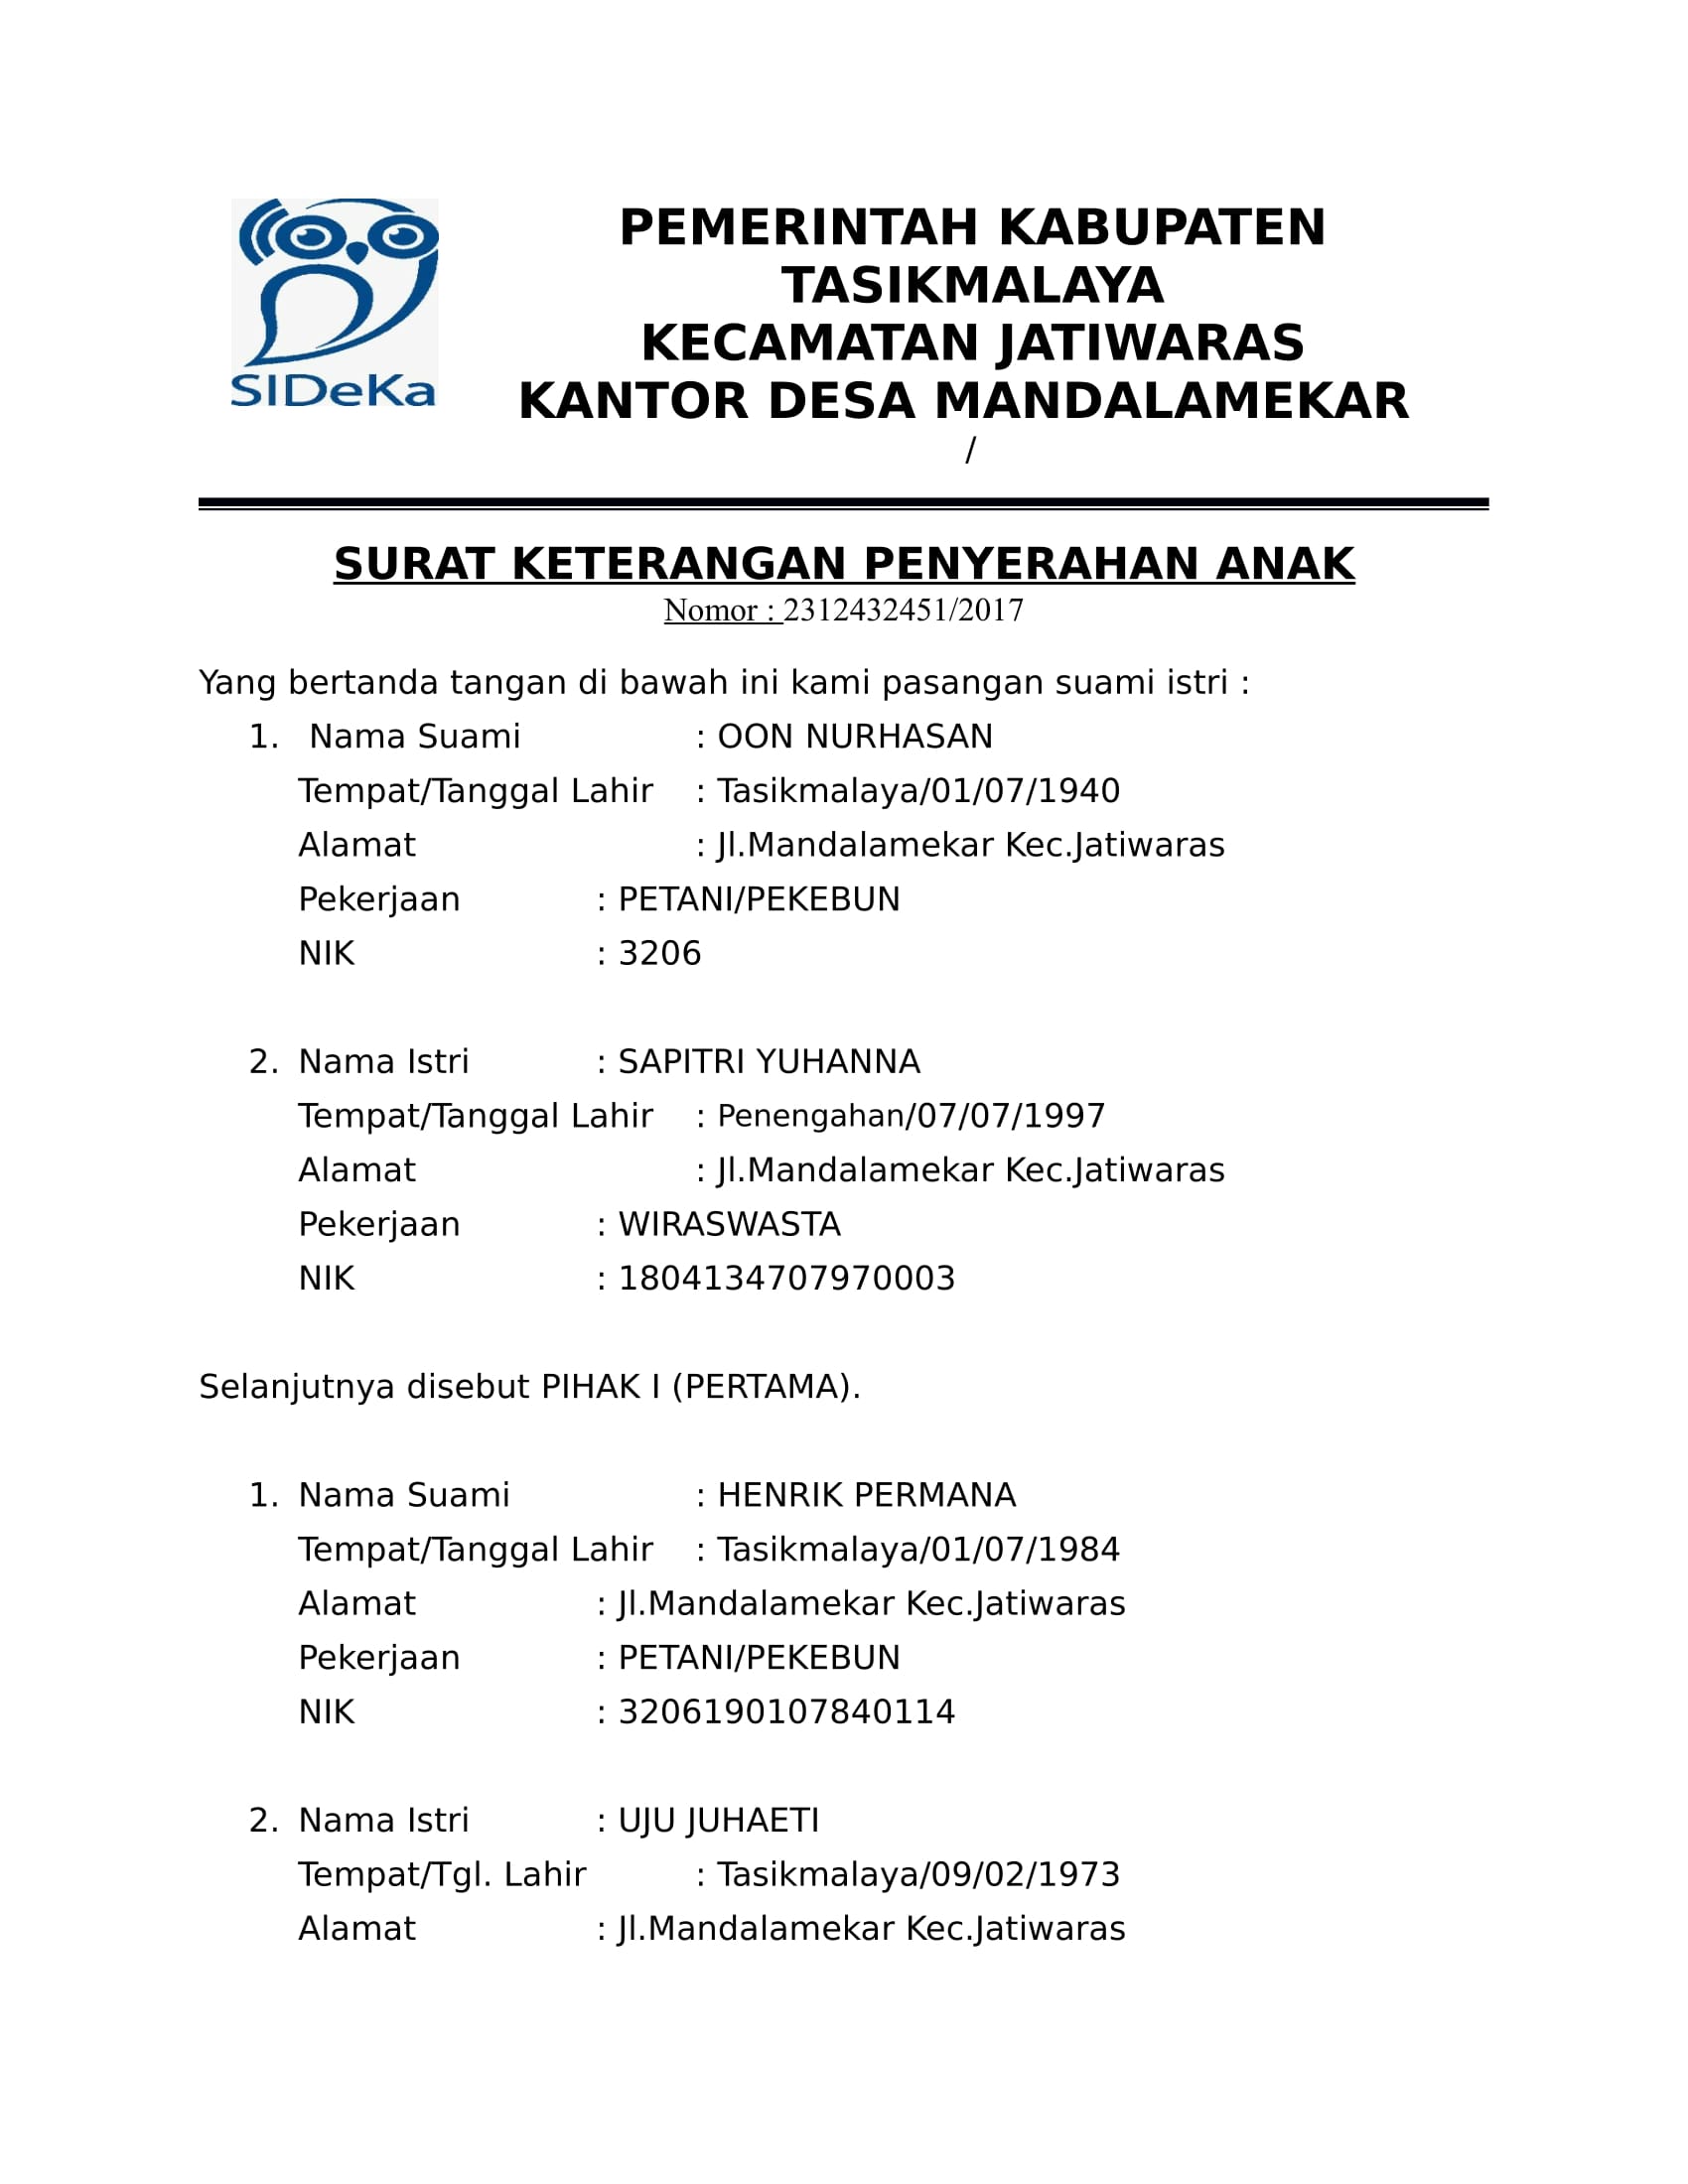 SIDeKa
PEMERINTAH KABUPATEN
TASIKMALAYA
KECAMATAN JATIWARAS
KANTOR DESA MANDALAMEKAR
/
SURAT KETERANGAN PENYERAHAN ANAK
Nomor : 2312432451/2017
Yang bertanda tangan di bawah ini kami pasangan suami istri :
1. Nama Suami : OON NURHASAN
Tempat/Tanggal Lahir : Tasikmalaya/01/07/1940
Alamat : Jl.Mandalamekar Kec.Jatiwaras
Pekerjaan : PETANI/PEKEBUN
NIK : 3206
2. Nama Istri : SAPITRI YUHANNA
Tempat/Tanggal Lahir : Penengahan/07/07/1997
Alamat : Jl.Mandalamekar Kec.Jatiwaras
Pekerjaan : WIRASWASTA
NIK : 1804134707970003
Selanjutnya disebut PIHAK I (PERTAMA).
1. Nama Suami : HENRIK PERMANA
Tempat/Tanggal Lahir : Tasikmalaya/01/07/1984
Alamat : Jl.Mandalamekar Kec.Jatiwaras
Pekerjaan : PETANI/PEKEBUN
NIK : 3206190107840114
2. Nama Istri : UJU JUHAETI
Tempat/Tgl. Lahir : Tasikmalaya/09/02/1973
Alamat : Jl.Mandalamekar Kec.Jatiwaras